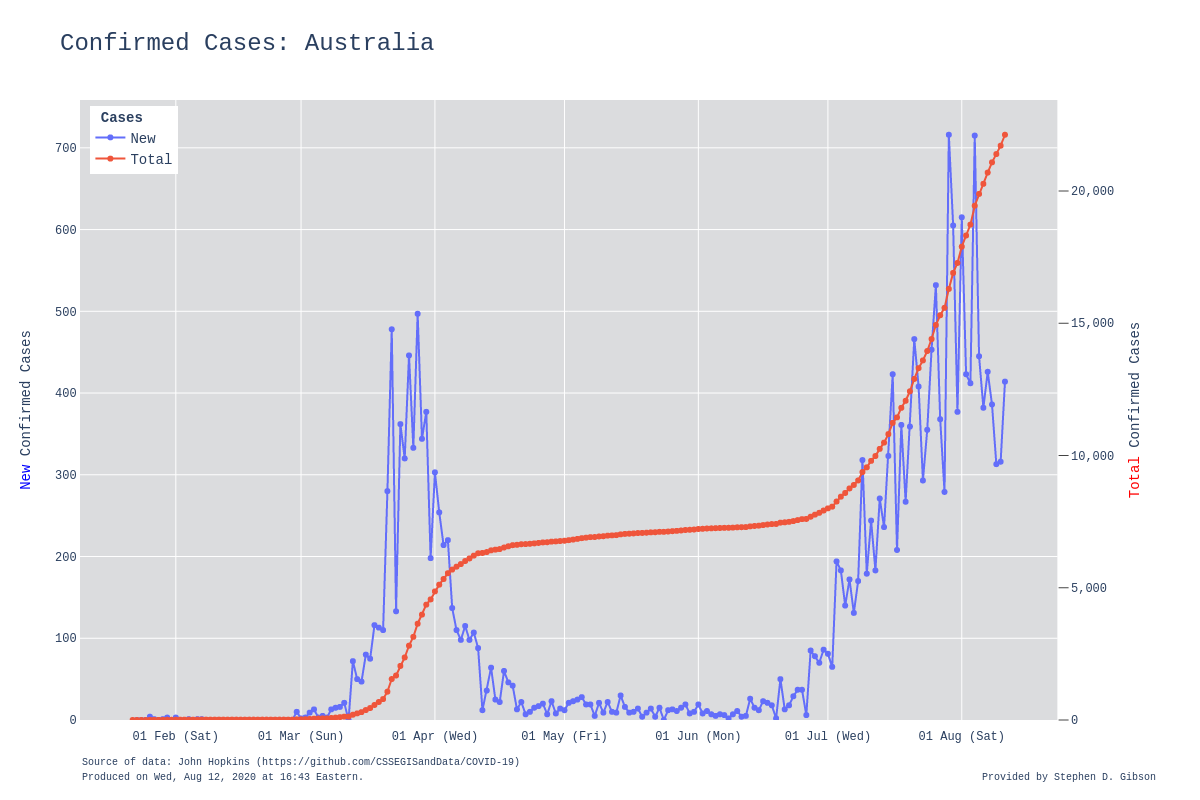 Confirmed Cases: Australia
Cases
New
Total
700
600
500
400
300
200
100
0
New Confirmed Cases
20,000
15,000
10,000
5,000
0
Total Confirmed Cases
01 Feb (Sat)
01 Mar (Sun)
01 Apr (Wed)
01 May (Fri)
01 Jun (Mon)
01 Jul (Wed)
01 Aug (Sat)
Source of data: John Hopkins (https://github.com/CSSEGISandData/COVID-19)
Produced on Wed, Aug 12, 2020 at 16:43 Eastern.
Provided by Stephen D. Gibson